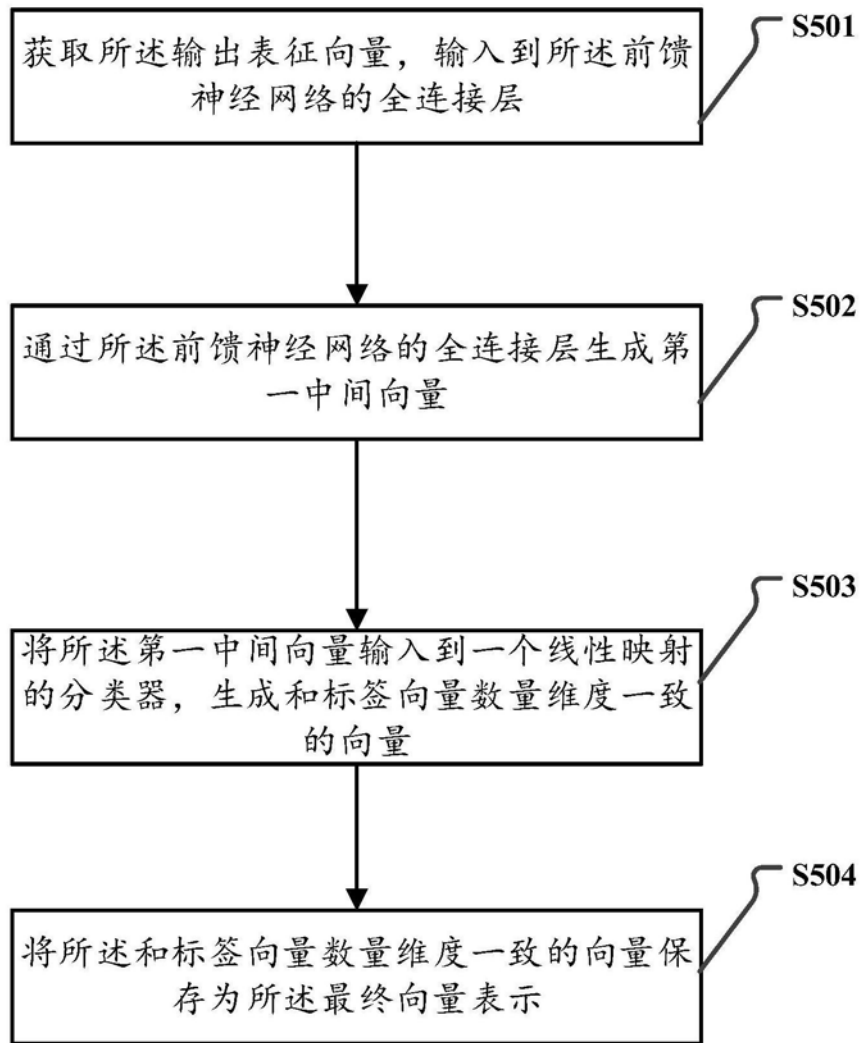 S501
获取所述输出表征向量，输入到所述前馈
神经网络的全连接层
S502
通过所述前馈神经网络的全连接层生成第
一中间向量
S503
将所述第一中间向量输入到一个线性映射
的分类器，生成和标签向量数量维度一致
的向量
S504
将所述和标签向量数量维度一致的向量保
存为所述最终向量表示